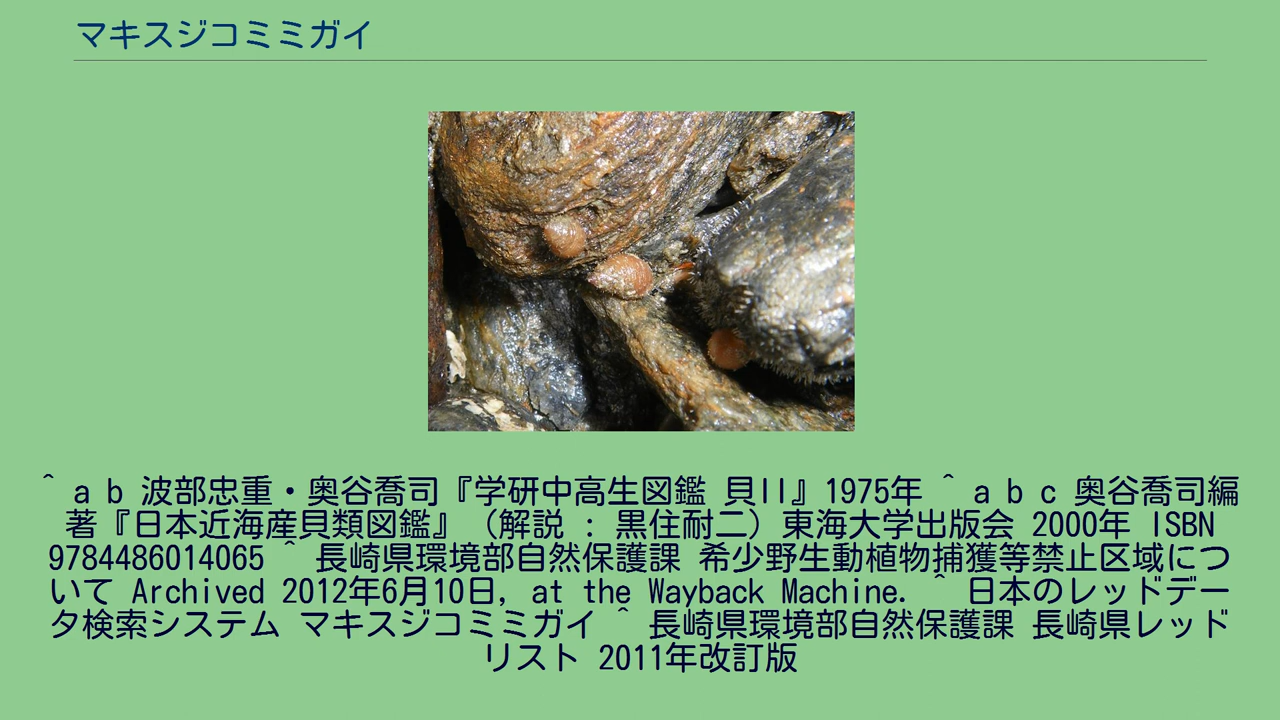 マキスジコミミガイ
^ a b 波部忠重・奥谷喬司『学研中高生図鑑 貝II』1975年 ^ a b c 奥谷喬司編
著『日本近海産貝類図鑑』（解説 : 黒住耐二）東海大学出版会 2000年 ISBN
9784486014065 ^ 長崎県環境部自然保護課 希少野生動植物捕獲等禁止区域につ
いて Archived 2012年6月10日, at the Wayback Machine. ^ 日本のレッドデー
タ検索システム マキスジコミミガイ ^ 長崎県環境部自然保護課 長崎県レッド
リスト 2011年改訂版